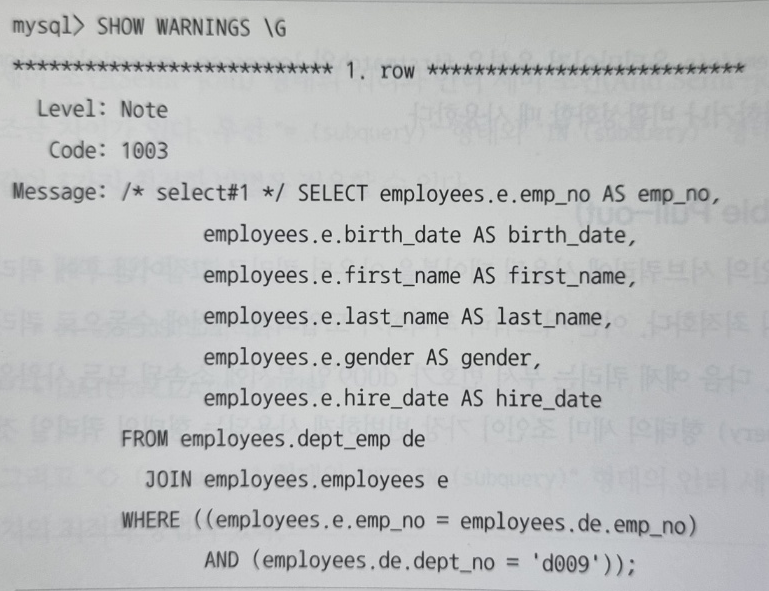 mysql> SHOW WARNINGS \G
*************************** 1. row ***************************
Level: Note
Code: 1003
Message: /* select#1 */ SELECT employees.e.emp_no AS emp_no,
employees.e.birth_date AS birth_date,
employees.e.first_name AS first_name,
employees.e.last_name AS last_name,
employees.e.gender AS gender,
employees.e.hire_date AS hire_date
FROM employees.dept_emp de
JOIN employees.employees e
WHERE ((employees.e.emp_no = employees.de.emp_no)
AND (employees.de.dept_no = 'd009'));